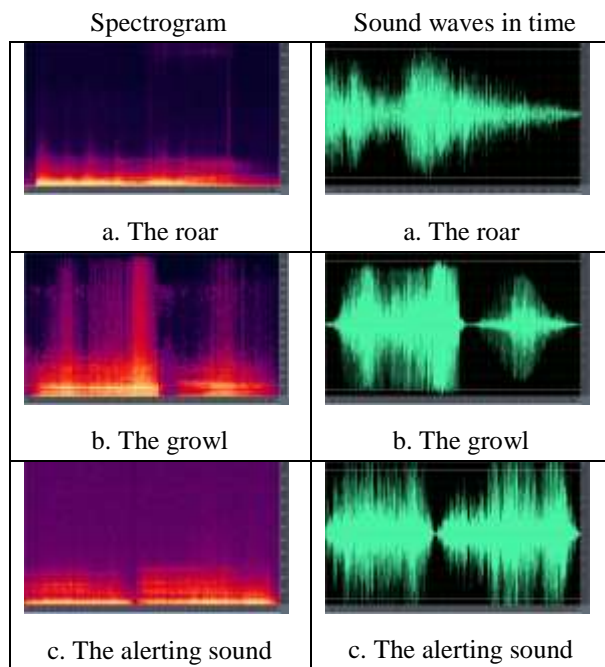 Spectrogram Sound waves in time
a. The roar a. The roar
b. The growl b. The growl
c. The alerting sound c. The alerting sound